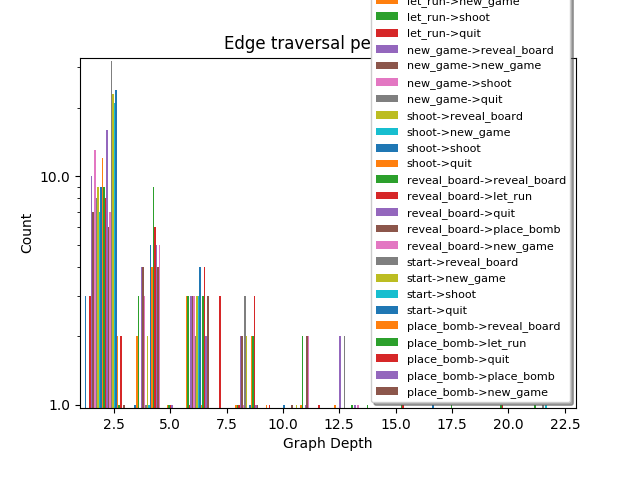 let_run->new_game
let_run->shoot
let_run->quit
Edge traversal pe
new_game->reveal_board
new_game->new_game
new_game->shoot
new_game->quit
shoot->reveal_board
shoot->new_game
shoot->shoot
shoot->quit
reveal_board->reveal_board
reveal_board->let_run
reveal_board->quit
reveal_board->place_bomb
reveal_board->new_game
start->reveal_board
start->new_game
start->shoot
start->quit
place_bomb->reveal_board
place_bomb->let_run
place_bomb->quit
place_bomb->place_bomb
place_bomb->new_game
10.0
1.0
Count
2.5 5.0 7.5 10.0 12.5 15.0 17.5 20.0 22.5
Graph Depth